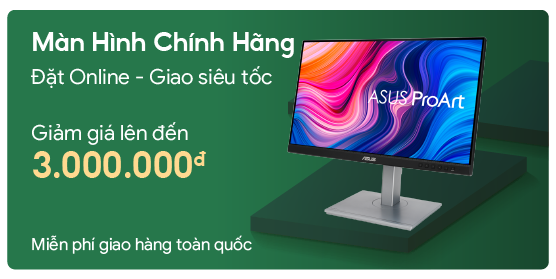 Màn Hình Chính Hãng
Đặt Online - Giao siêu tốc
Giảm giá lên đến
3.000.000đ
Miễn phí giao hàng toàn quốc
ASUS ProArt
ASUS